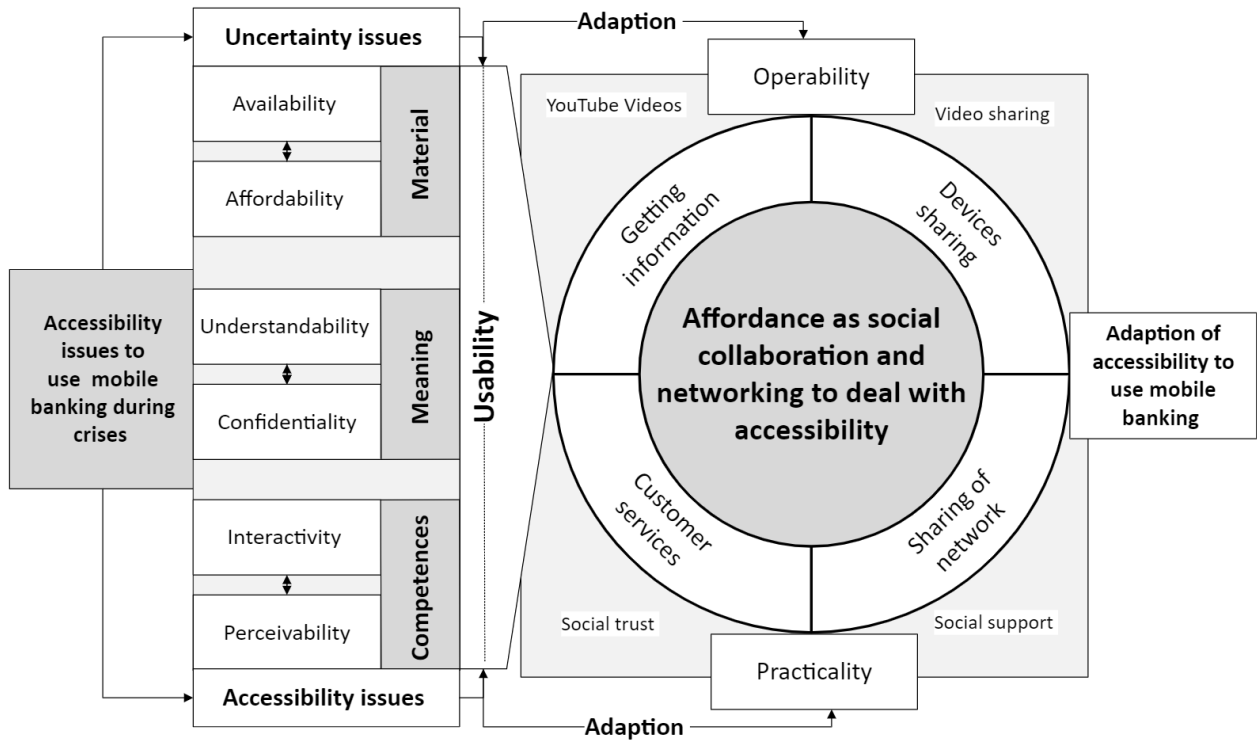 Adaption
Uncertainty issues
Availability
Affordability
Material
Understandability
Confidentiality
Meaning
Interactivity
Perceivability
Competences
Accessibility issues
Accessibility
issues to
use mobile
banking during
crises
Usability
Operability
YouTube Videos
Video sharing
Getting
information
Devices
sharing
Affordance as social
collaboration and
networking to deal with
accessibility
Customer
services
Sharing of
network
Social trust
Social support
Practicality
Adaption
Adaption of
accessibility to
use mobile
banking